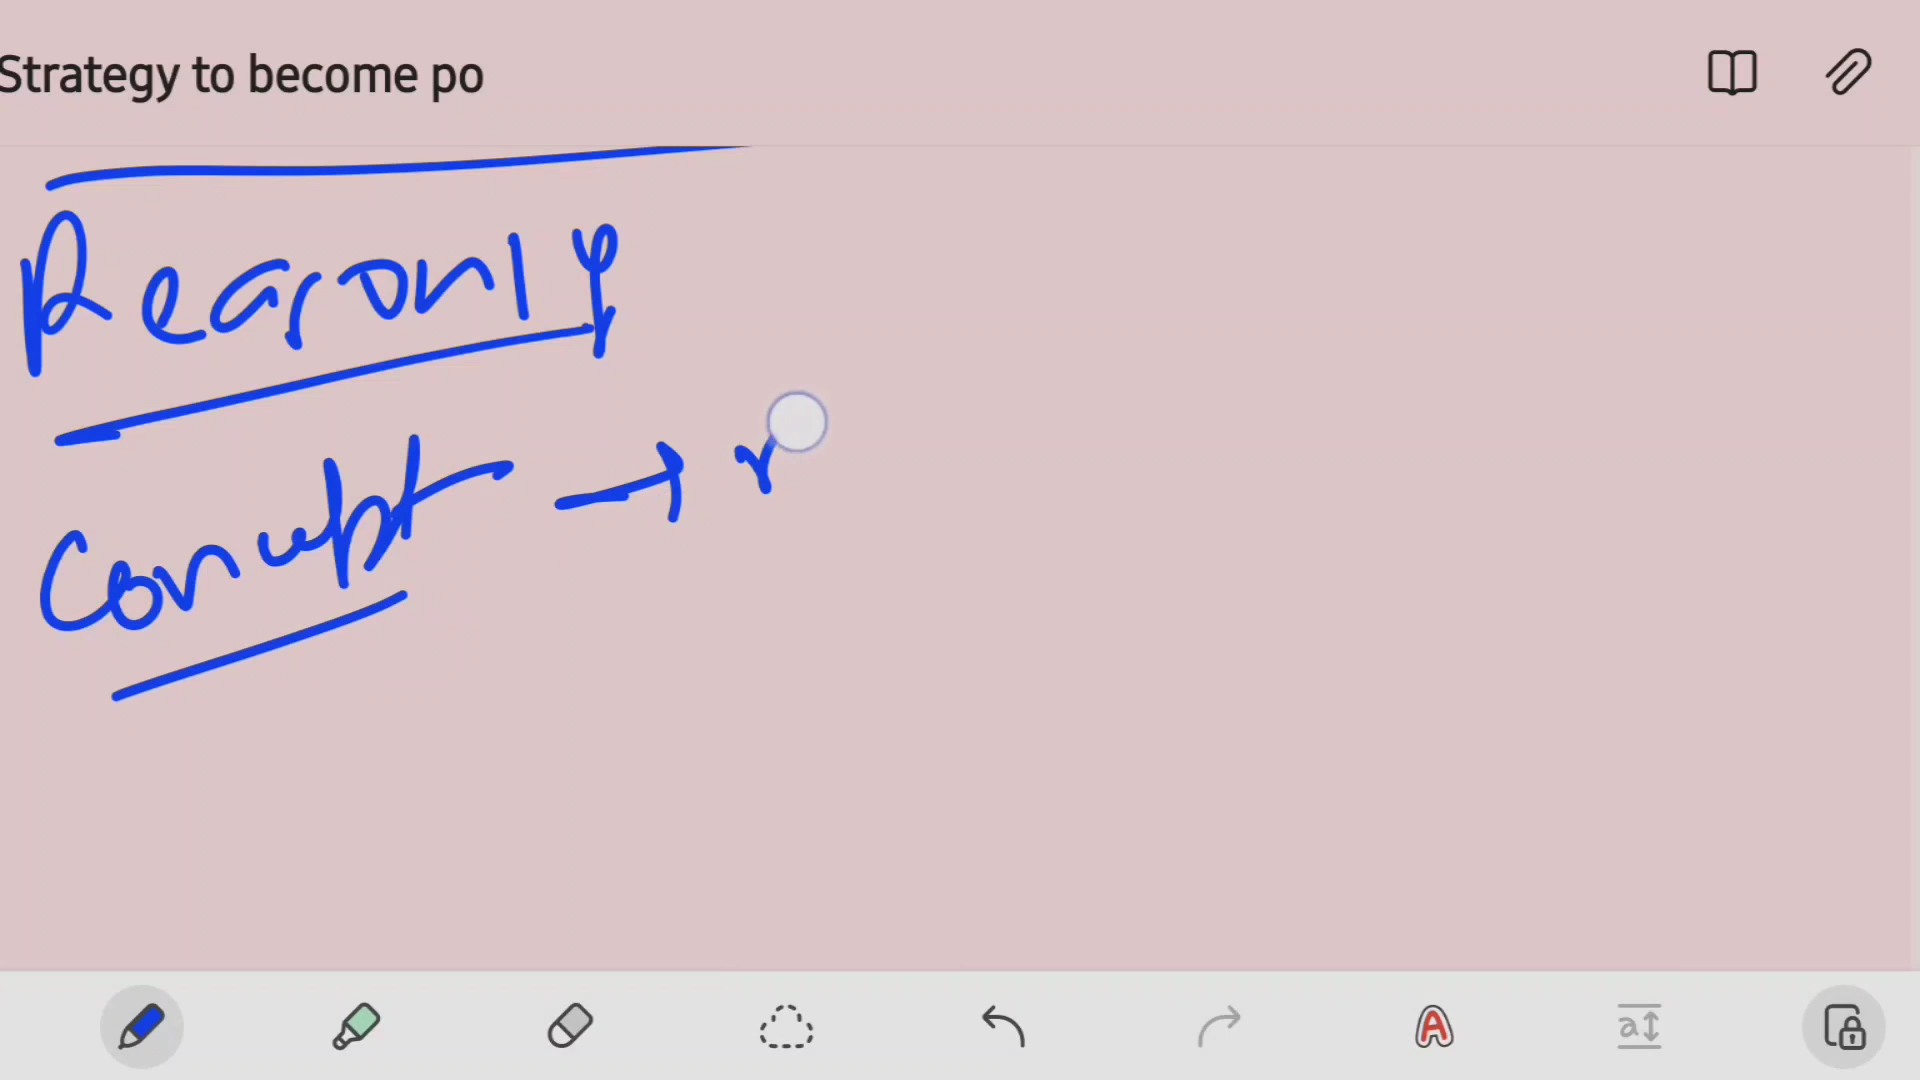 Strategy to become po
Reasoning
Concept → r